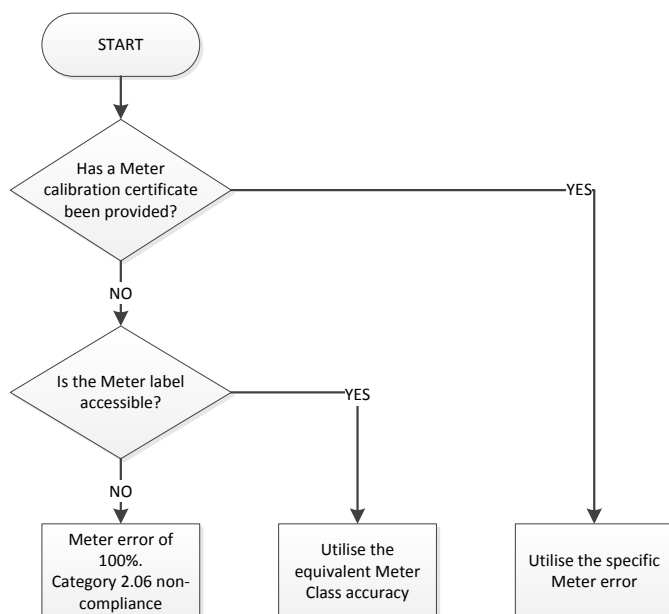 START
Has a Meter
calibration certificate
been provided?
YES
NO
Is the Meter label
accessible?
YES
NO
Meter error of
100%.
Category 2.06 non-
compliance
Utilise the
equivalent Meter
Class accuracy
Utilise the specific
Meter error